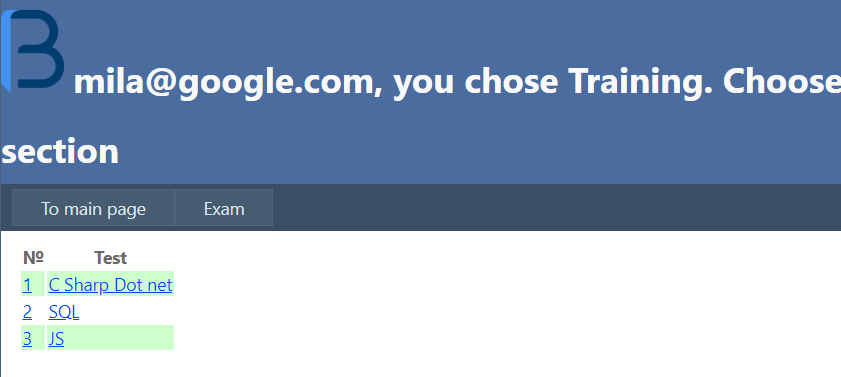 B mila@google.com, you chose Training. Choose
section
To main page Exam
№ Test
1 C Sharp Dot net
2 SQL
3 JS